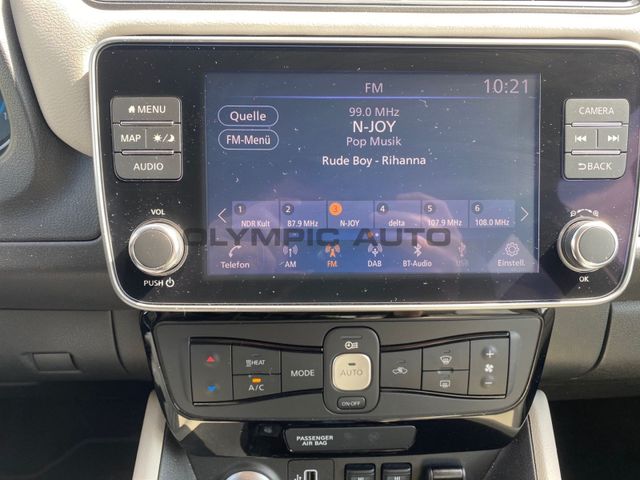 FM 10:21
MENU
MAP
AUDIO
VOL
PUSH
Quelle
FM-Menü
99.0 MHz
N-JOY
Pop Musik
Rude Boy - Rihanna
1 2 3 4 5 6
NDR Kult 87.9 MHz N-JOY delta 107.9 MHz 108.0 MHz
OLYMPIC AUTO
Telefon AM FM DAB BT-Audio USB Einstell.
CAMERA
BACK
OK
HEAT
A/C
MODE
AUTO
ON·OFF
PASSENGER
AIR BAG